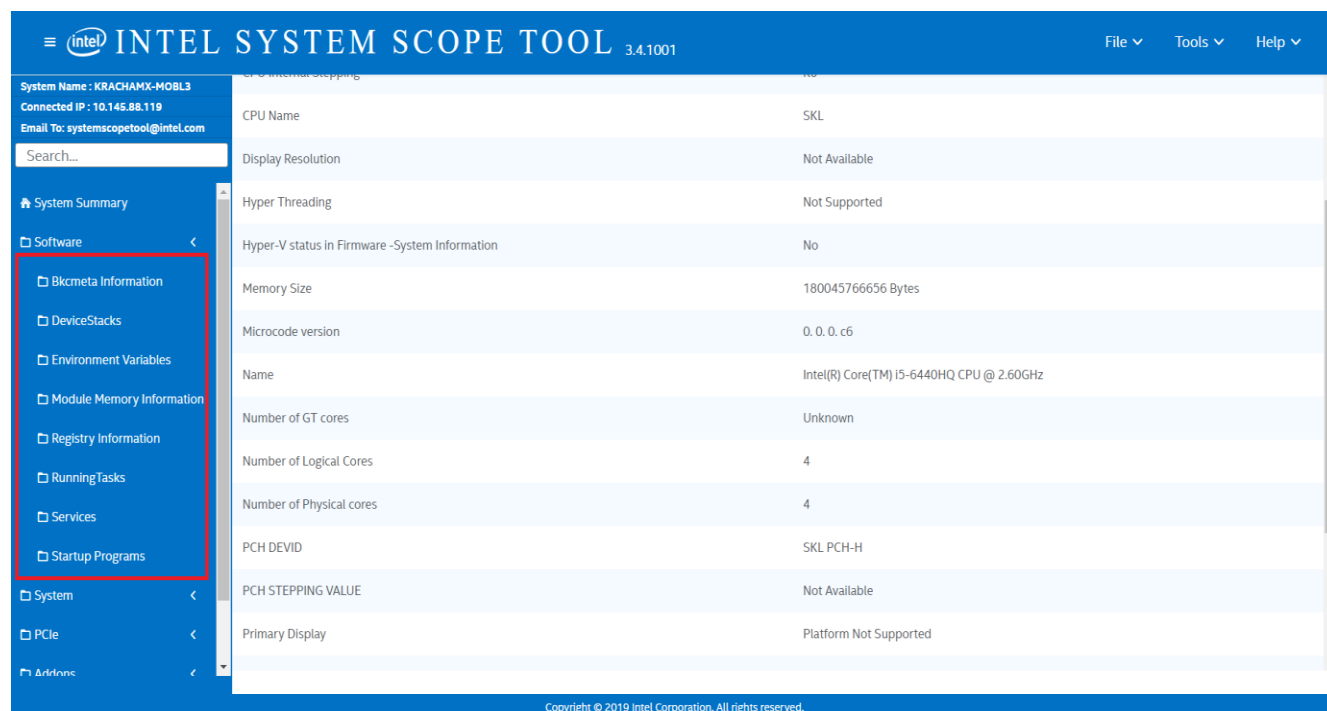 ≡ intel INTEL SYSTEM SCOPE TOOL 3.4.1001
File Tools Help
System Name : KRACHAMX-MOBL3
Connected IP : 10.145.88.119
Email To: systemscopetool@intel.com
Search...
System Summary
Software
Bkcmeta Information
DeviceStacks
Environment Variables
Module Memory Information
Registry Information
RunningTasks
Services
Startup Programs
System
PCIe
Addons
CPU Internal Stepping
CPU Name SKL
Display Resolution Not Available
Hyper Threading Not Supported
Hyper-V status in Firmware -System Information No
Memory Size 180045766656 Bytes
Microcode version 0. 0. 0. c6
Name Intel(R) Core(TM) i5-6440HQ CPU @ 2.60GHz
Number of GT cores Unknown
Number of Logical Cores 4
Number of Physical cores 4
PCH DEVID SKL PCH-H
PCH STEPPING VALUE Not Available
Primary Display Platform Not Supported
Copyright © 2019 Intel Corporation. All rights reserved.